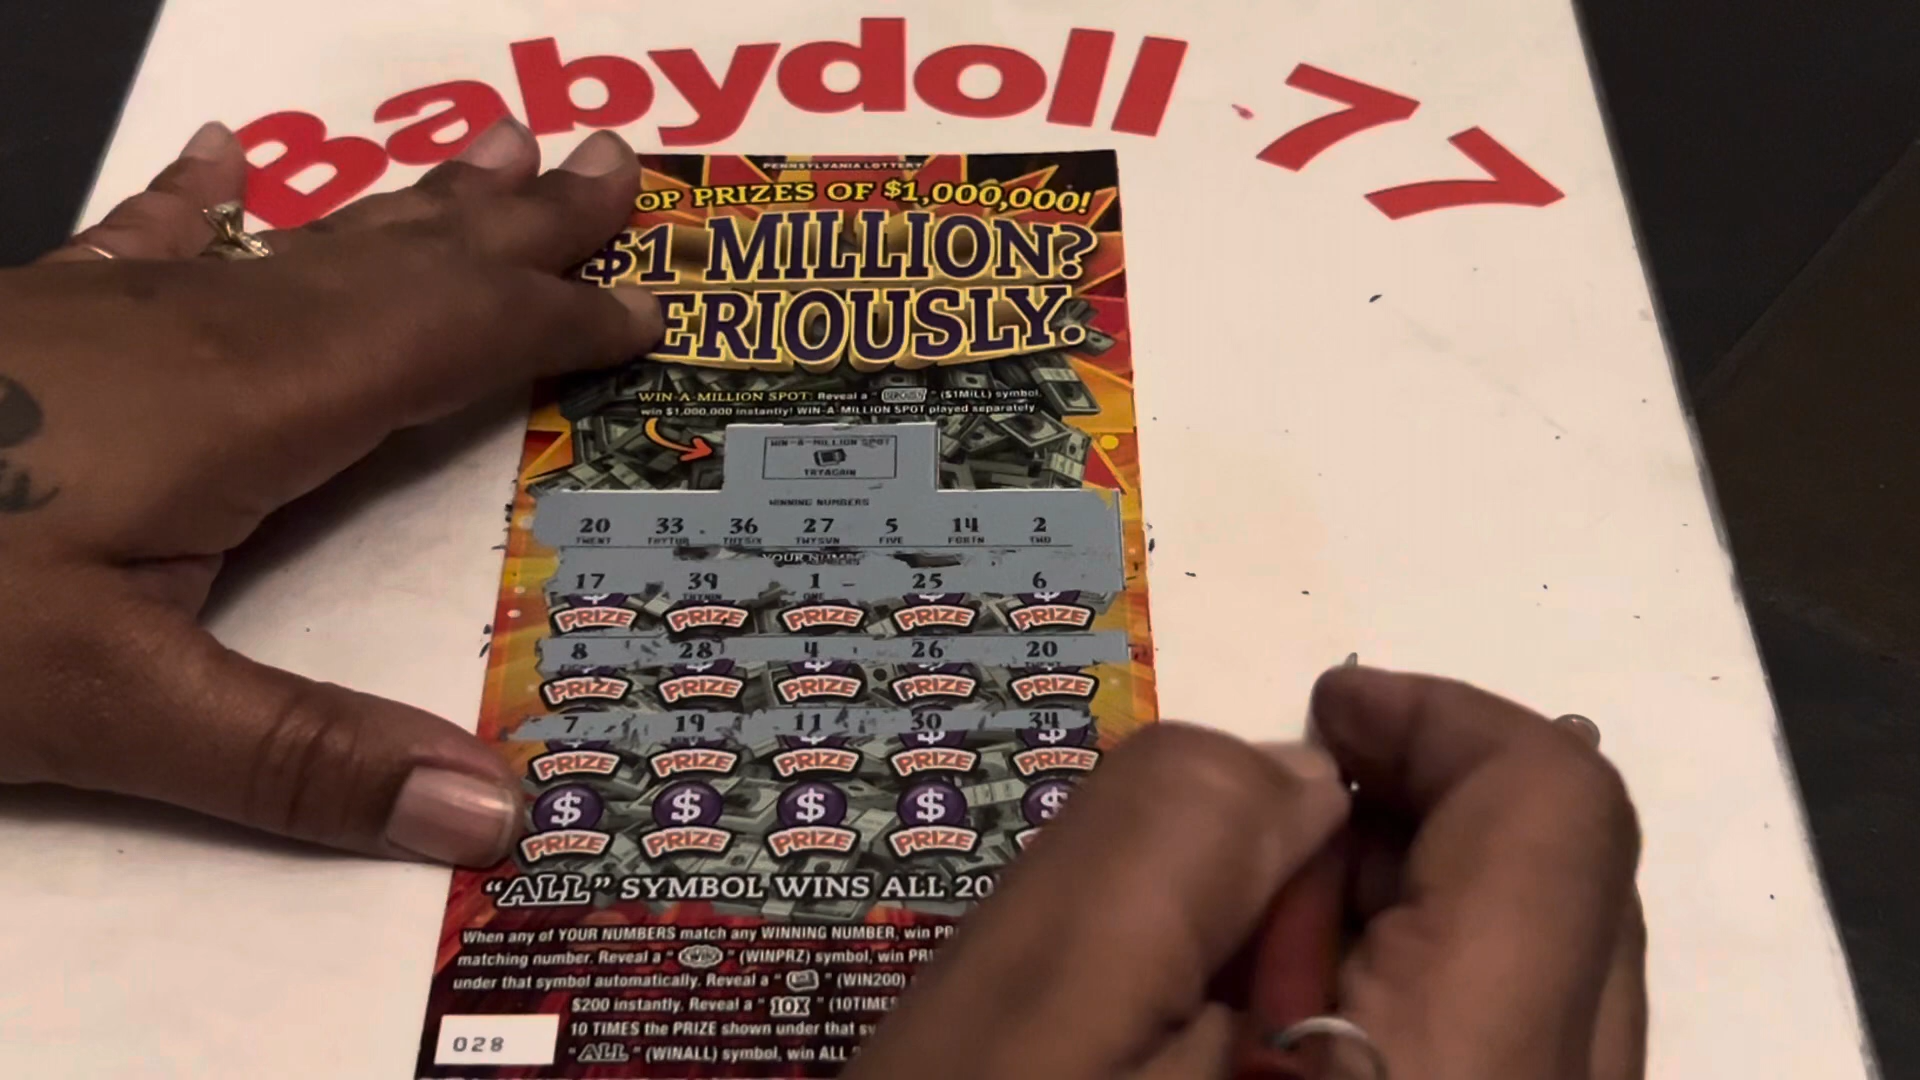 Babydoll 77
PENNSYLVANIA LOTTERY
OP PRIZES OF $1,000,000!
$1 MILLION?
ERIOUSLY.
WIN-A-MILLION SPOT: Reveal a " " ($1MILL) symbol,
win $1,000,000 instantly! WIN-A-MILLION SPOT played separately.
WIN-A-MILLION SPOT
TRYAGAIN
WINNING NUMBERS
20 33 36 27 5 14 2
TWENT THYTHR THYSIX TWYSVN FIVE FORTN TWO
YOUR NUMBERS
17 39 1 25 6
THYNIN ONE
PRIZE PRIZE PRIZE PRIZE PRIZE
8 28 4 26 20
PRIZE PRIZE PRIZE PRIZE PRIZE
7 19 11 30 34
PRIZE PRIZE PRIZE PRIZE PRIZE
$ $ $ $ $
PRIZE PRIZE PRIZE PRIZE
"ALL" SYMBOL WINS ALL 20
When any of YOUR NUMBERS match any WINNING NUMBER, win
matching number. Reveal a " " (WINPRZ) symbol, win
under that symbol automatically. Reveal a " " (WIN200)
$200 instantly. Reveal a "10X" (10TIMES
10 TIMES the PRIZE shown under that
"ALL" (WINALL) symbol, win ALL
028